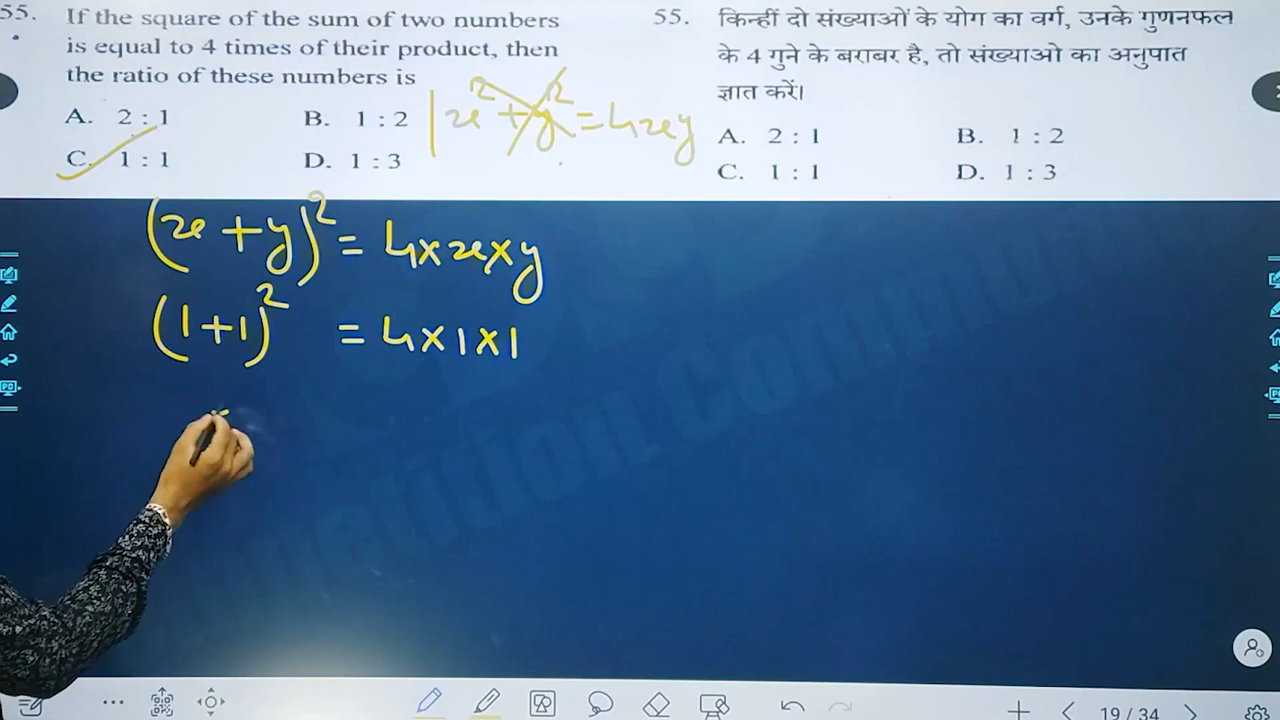 55. If the square of the sum of two numbers
is equal to 4 times of their product, then
the ratio of these numbers is
A. 2 : 1 B. 1 : 2
C. 1 : 1 D. 1 : 3
x² + y² = 4xy
55. किन्हीं दो संख्याओं के योग का वर्ग, उनके गुणनफल
के 4 गुने के बराबर है, तो संख्याओ का अनुपात
ज्ञात करें।
A. 2 : 1 B. 1 : 2
C. 1 : 1 D. 1 : 3
(x + y)² = 4 × x × y
(1 + 1)² = 4 × 1 × 1
19 / 34